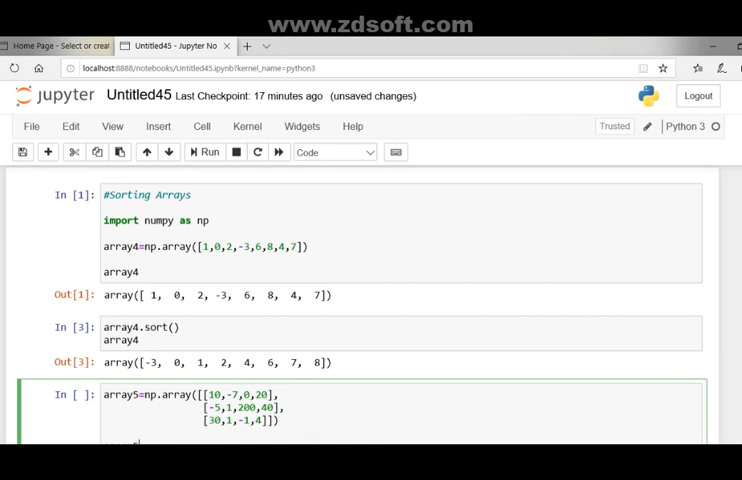 www.zdsoft.com
Home Page - Select or creat
Untitled45 - Jupyter No
localhost:8888/notebooks/Untitled45.ipynb?kernel_name=python3
jupyter Untitled45 Last Checkpoint: 17 minutes ago (unsaved changes)
Logout
File Edit View Insert Cell Kernel Widgets Help
Trusted
Python 3
Run
Code
In [1]: #Sorting Arrays
import numpy as np
array4=np.array([1,0,2,-3,6,8,4,7])
array4
Out[1]: array([ 1, 0, 2, -3, 6, 8, 4, 7])
In [3]: array4.sort()
array4
Out[3]: array([-3, 0, 1, 2, 4, 6, 7, 8])
In [ ]: array5=np.array([[10,-7,0,20],
[-5,1,200,40],
[30,1,-1,4]])